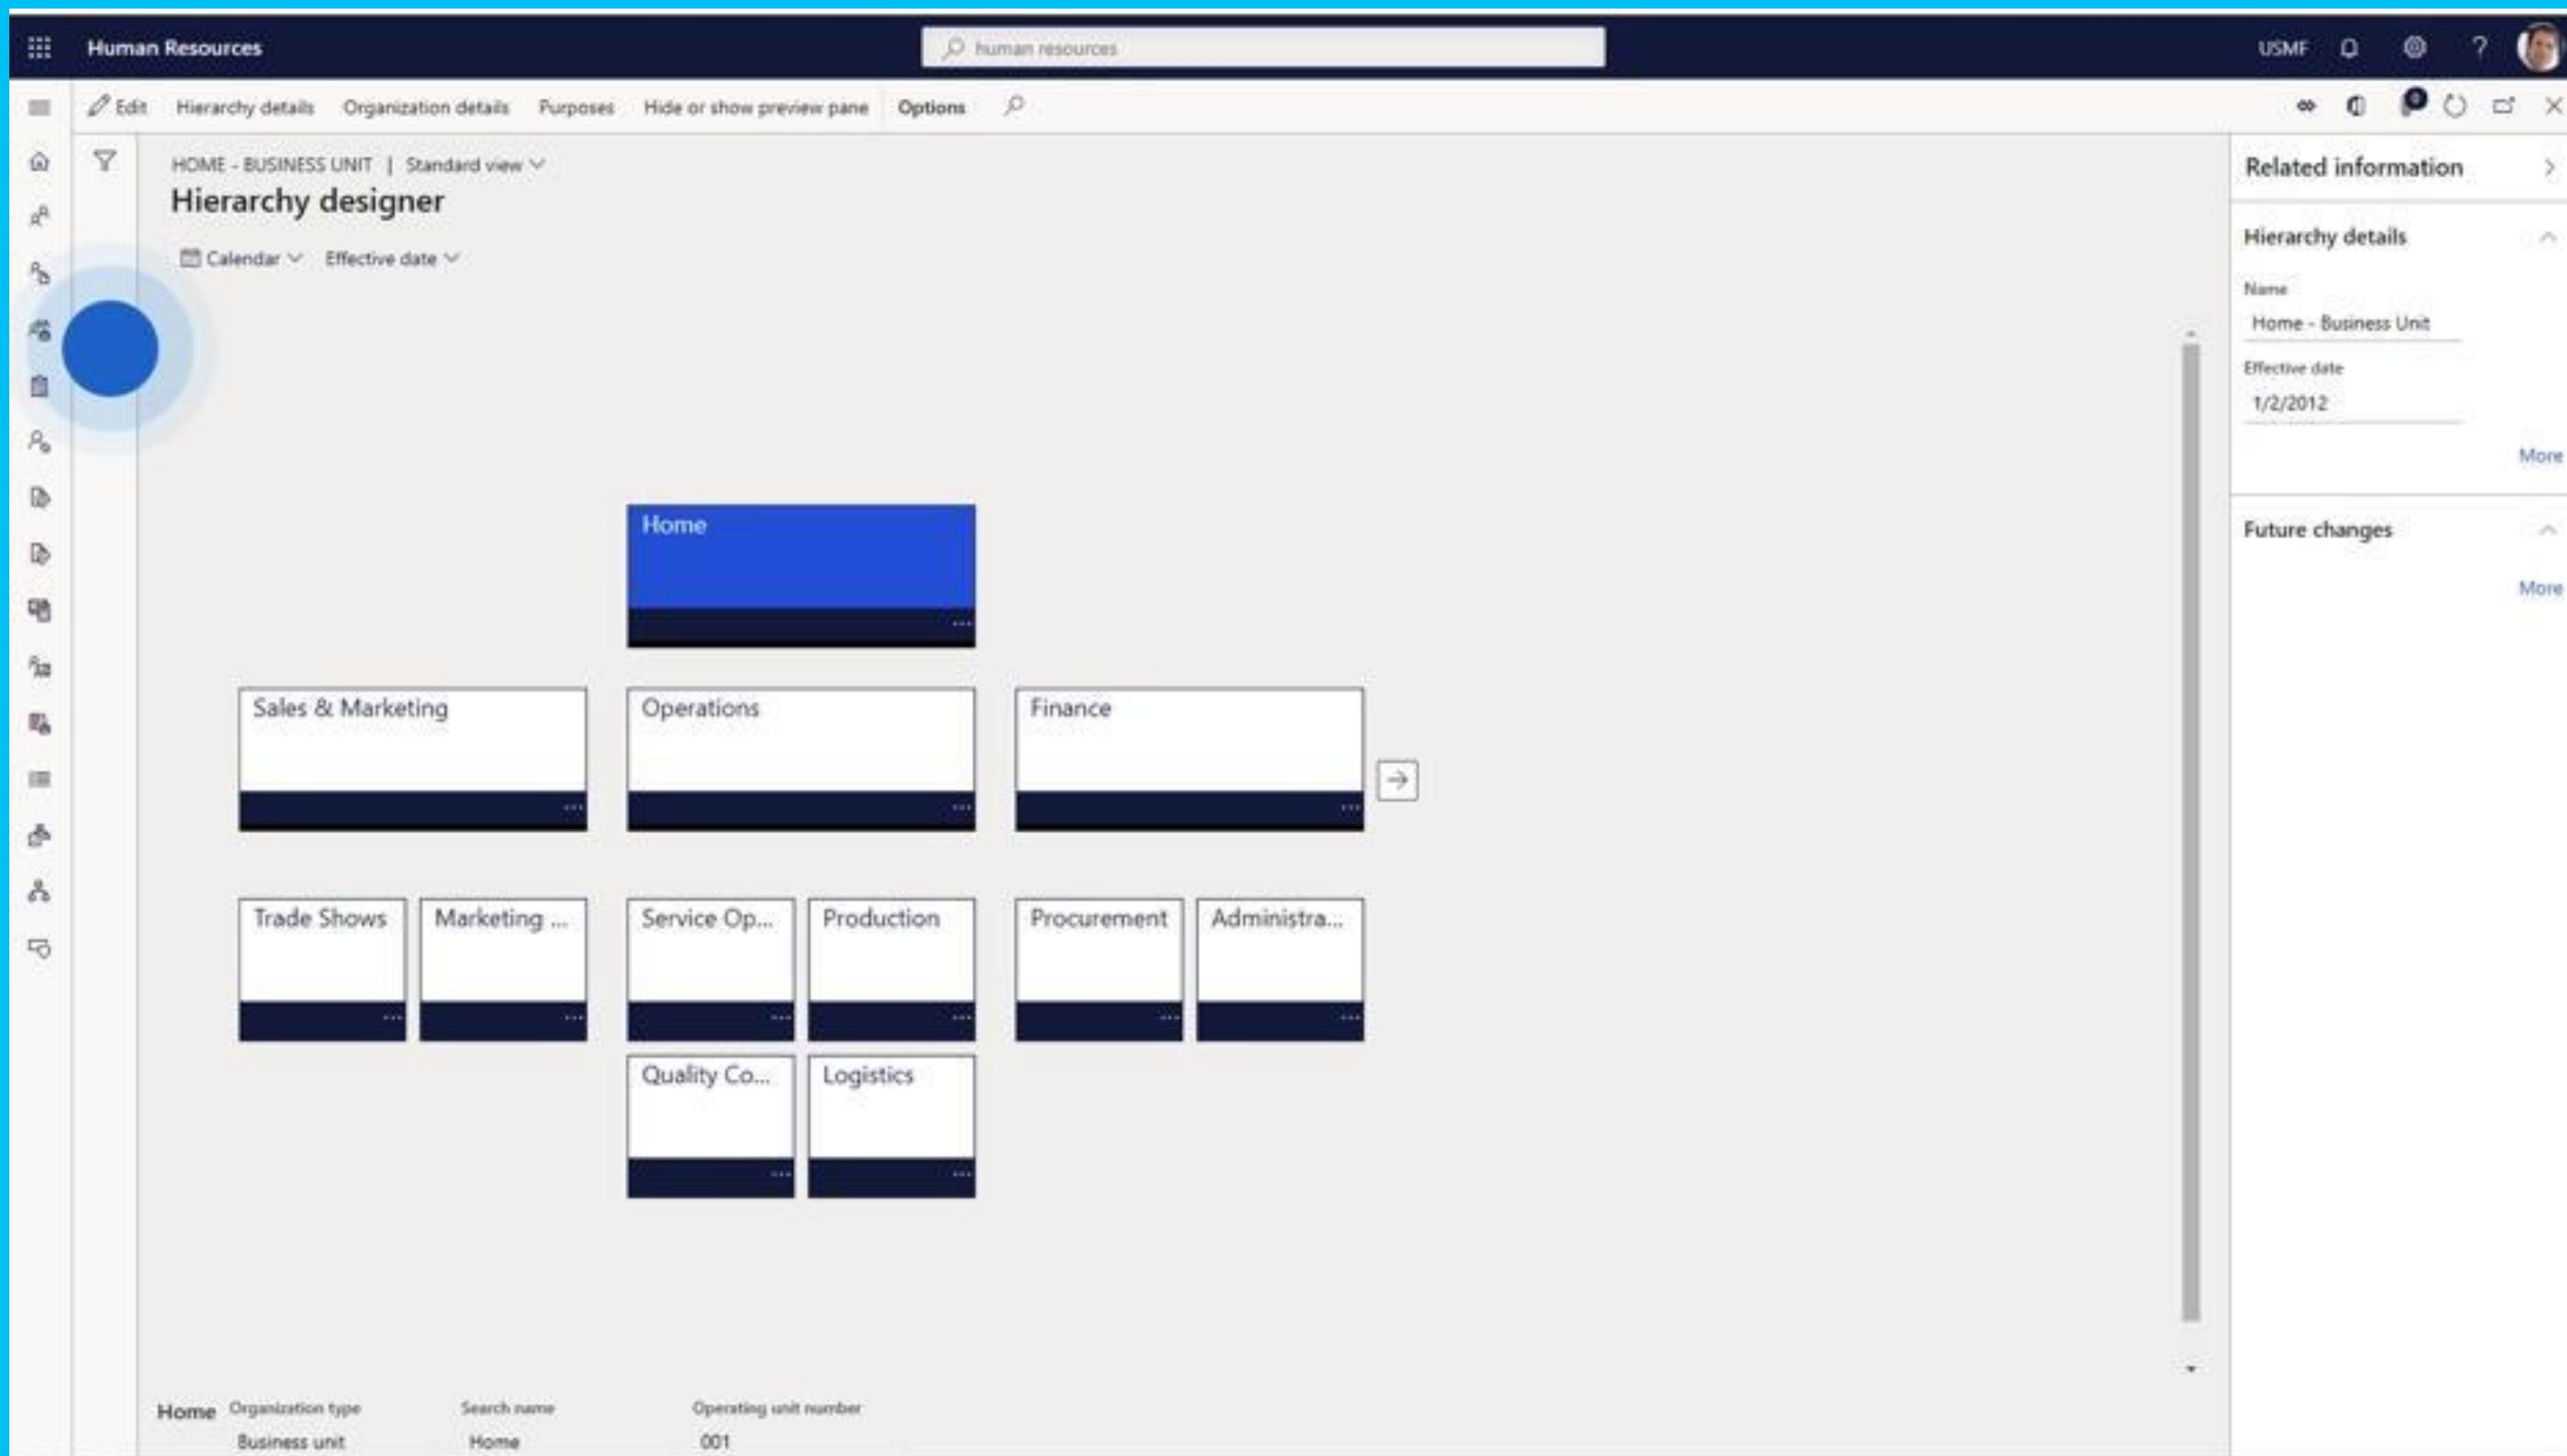 Human Resources
human resources
USMF
Edit Hierarchy details Organization details Purposes Hide or show preview pane Options
HOME - BUSINESS UNIT | Standard view
Hierarchy designer
Calendar Effective date
Home
Sales & Marketing Operations Finance
Trade Shows Marketing ... Service Op... Production Procurement Administra...
Quality Co... Logistics
Home Organization type Search name Operating unit number
Business unit Home 001
Related information
Hierarchy details
Name
Home - Business Unit
Effective date
1/2/2012
More
Future changes
More